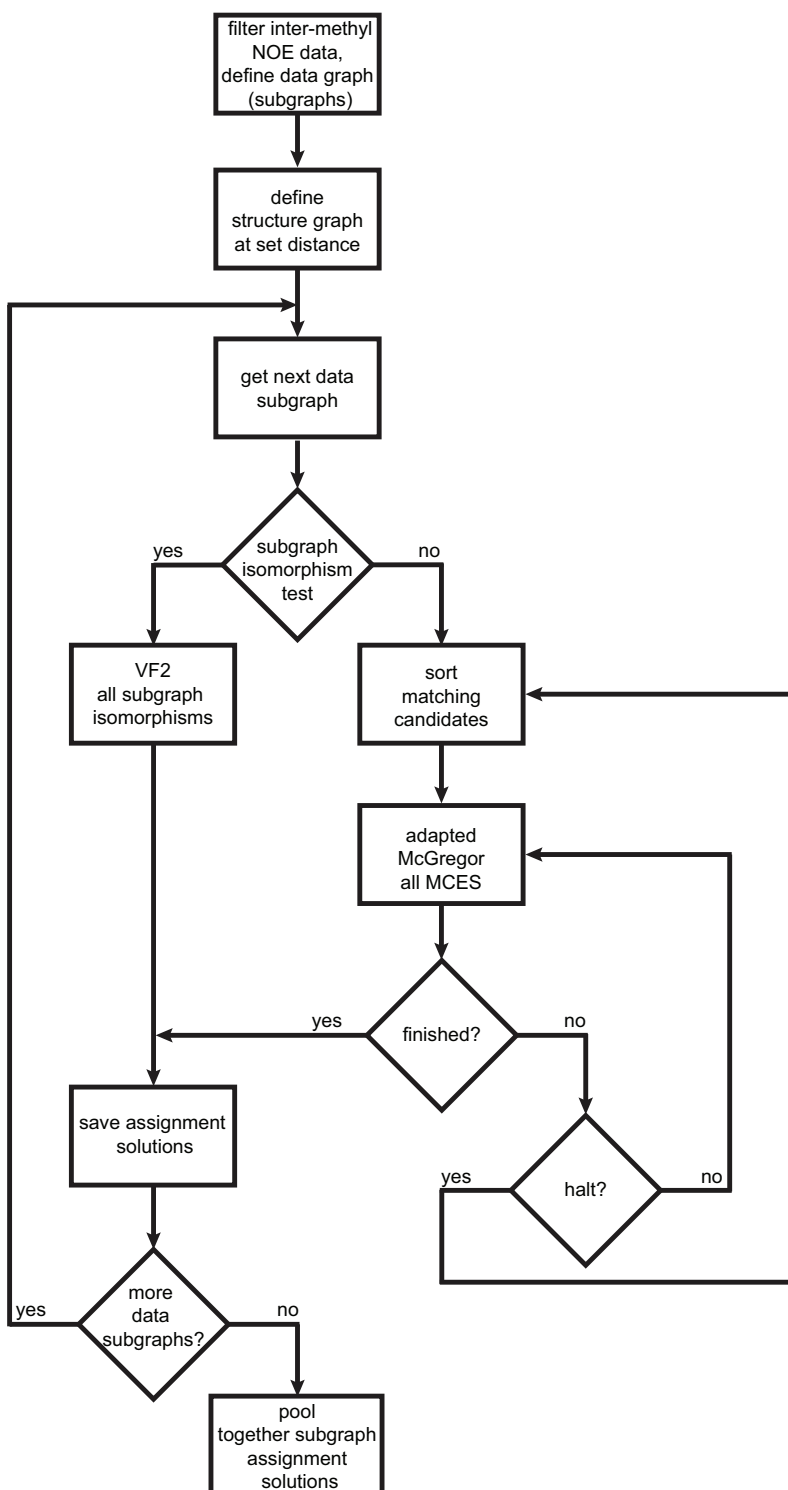 filter inter-methyl
NOE data,
define data graph
(subgraphs)
define
structure graph
at set distance
get next data
subgraph
yes
subgraph
isomorphism
test
no
VF2
all subgraph
isomorphisms
sort
matching
candidates
adapted
McGregor
all MCES
yes
finished?
no
save assignment
solutions
yes
halt?
no
yes
more
data
subgraphs?
no
pool
together subgraph
assignment
solutions